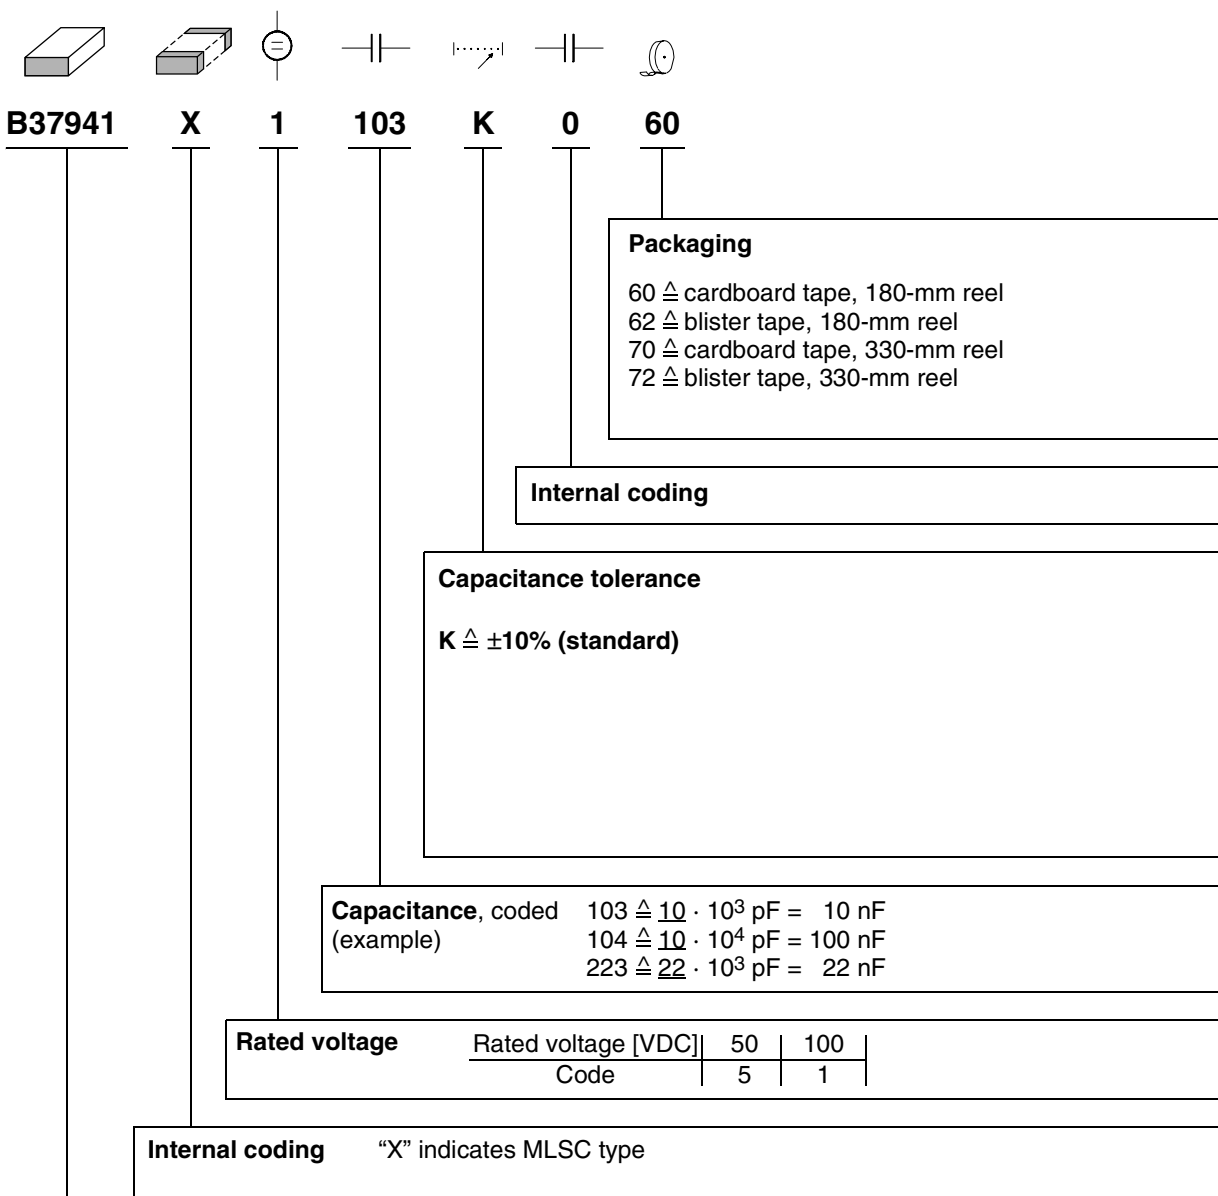 B37941 X 1 103 K 0 60
Packaging
60 ≙ cardboard tape, 180-mm reel
62 ≙ blister tape, 180-mm reel
70 ≙ cardboard tape, 330-mm reel
72 ≙ blister tape, 330-mm reel
Internal coding
Capacitance tolerance
K ≙ ±10% (standard)
Capacitance, coded 103 ≙ 10 · 10³ pF = 10 nF
(example) 104 ≙ 10 · 10⁴ pF = 100 nF
223 ≙ 22 · 10³ pF = 22 nF
Rated voltage Rated voltage [VDC] 50 100
Code 5 1
Internal coding “X” indicates MLSC type